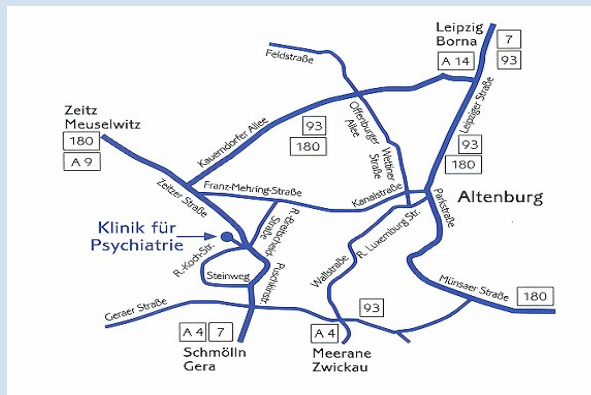 Leipzig
Borna
7
A 14
93
Feldstraße
Zeitz
Meuselwitz
180
A 9
Kauerndorfer Allee
93
180
Offenburger
Allee
Wettiner
Straße
Leipziger Straße
93
180
Zeitzer Straße
Franz-Mehring-Straße
Kanalstraße
Parkstraße
Altenburg
Klinik für
Psychiatrie
R.-Breitscheid-
Straße
R.-Koch-Str.
Steinweg
Puschkinstr.
Wallstraße
R. Luxemburg Str.
Münsaer Straße
180
Geraer Straße
93
A 4
7
A 4
Schmölln
Gera
Meerane
Zwickau